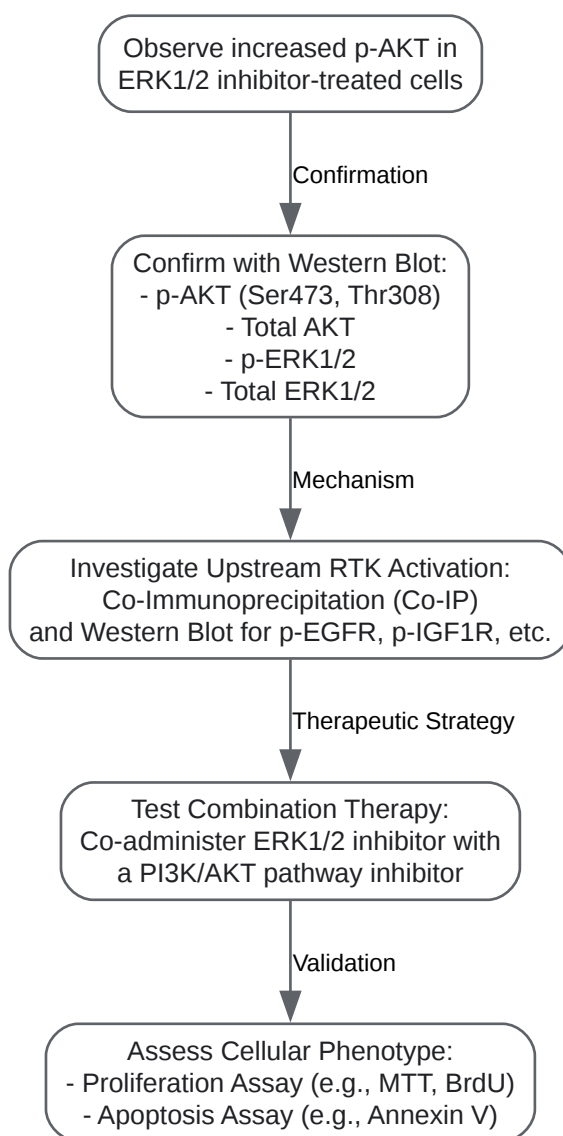 Observe increased p-AKT in
ERK1/2 inhibitor-treated cells
Confirmation
Confirm with Western Blot:
- p-AKT (Ser473, Thr308)
- Total AKT
- p-ERK1/2
- Total ERK1/2
Mechanism
Investigate Upstream RTK Activation:
Co-Immunoprecipitation (Co-IP)
and Western Blot for p-EGFR, p-IGF1R, etc.
Therapeutic Strategy
Test Combination Therapy:
Co-administer ERK1/2 inhibitor with
a PI3K/AKT pathway inhibitor
Validation
Assess Cellular Phenotype:
- Proliferation Assay (e.g., MTT, BrdU)
- Apoptosis Assay (e.g., Annexin V)